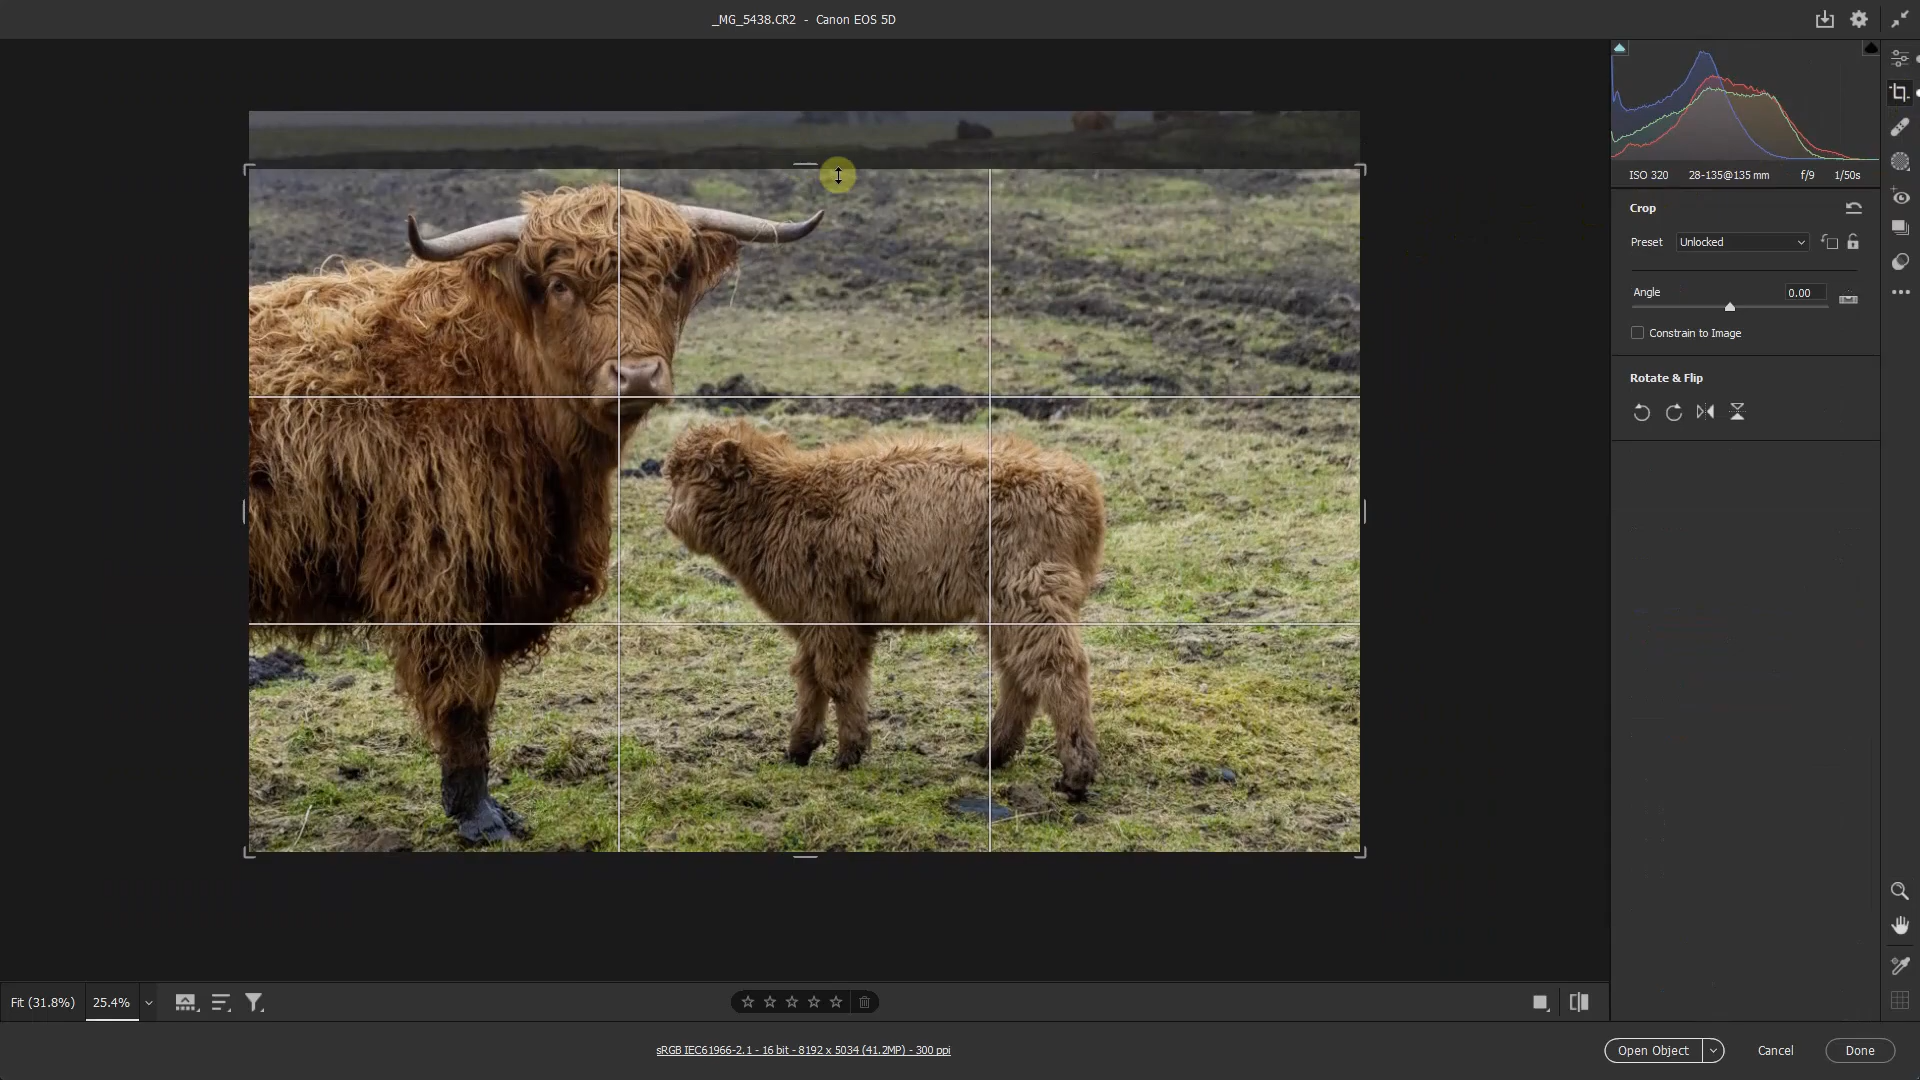 _MG_5438.CR2 - Canon EOS 5D
ISO 320 28-135@135 mm f/9 1/50s
Crop
Preset Unlocked
Angle 0.00
Constrain to Image
Rotate & Flip
Fit (31.8%) 25.4%
sRGB IEC61966-2.1 - 16 bit - 8192 x 5034 (41.2MP) - 300 ppi
Open Object Cancel Done